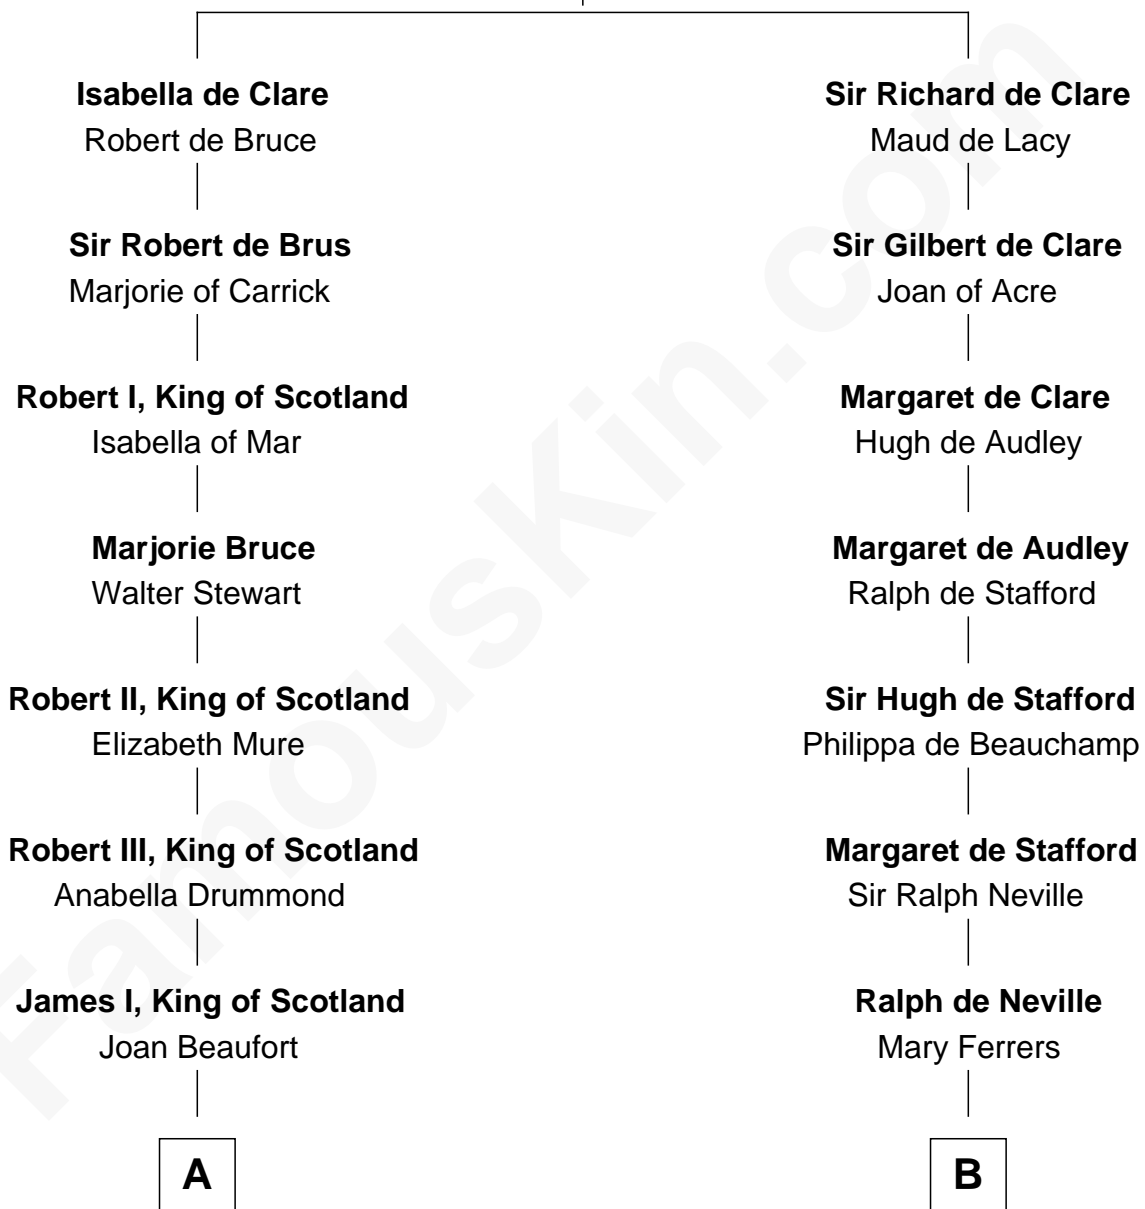 Isabella de Clare
Robert de Bruce
Sir Robert de Brus
Marjorie of Carrick
Robert I, King of Scotland
Isabella of Mar
Marjorie Bruce
Walter Stewart
Robert II, King of Scotland
Elizabeth Mure
Robert III, King of Scotland
Anabella Drummond
James I, King of Scotland
Joan Beaufort
A
Sir Richard de Clare
Maud de Lacy
Sir Gilbert de Clare
Joan of Acre
Margaret de Clare
Hugh de Audley
Margaret de Audley
Ralph de Stafford
Sir Hugh de Stafford
Philippa de Beauchamp
Margaret de Stafford
Sir Ralph Neville
Ralph de Neville
Mary Ferrers
B
FamousKin.com